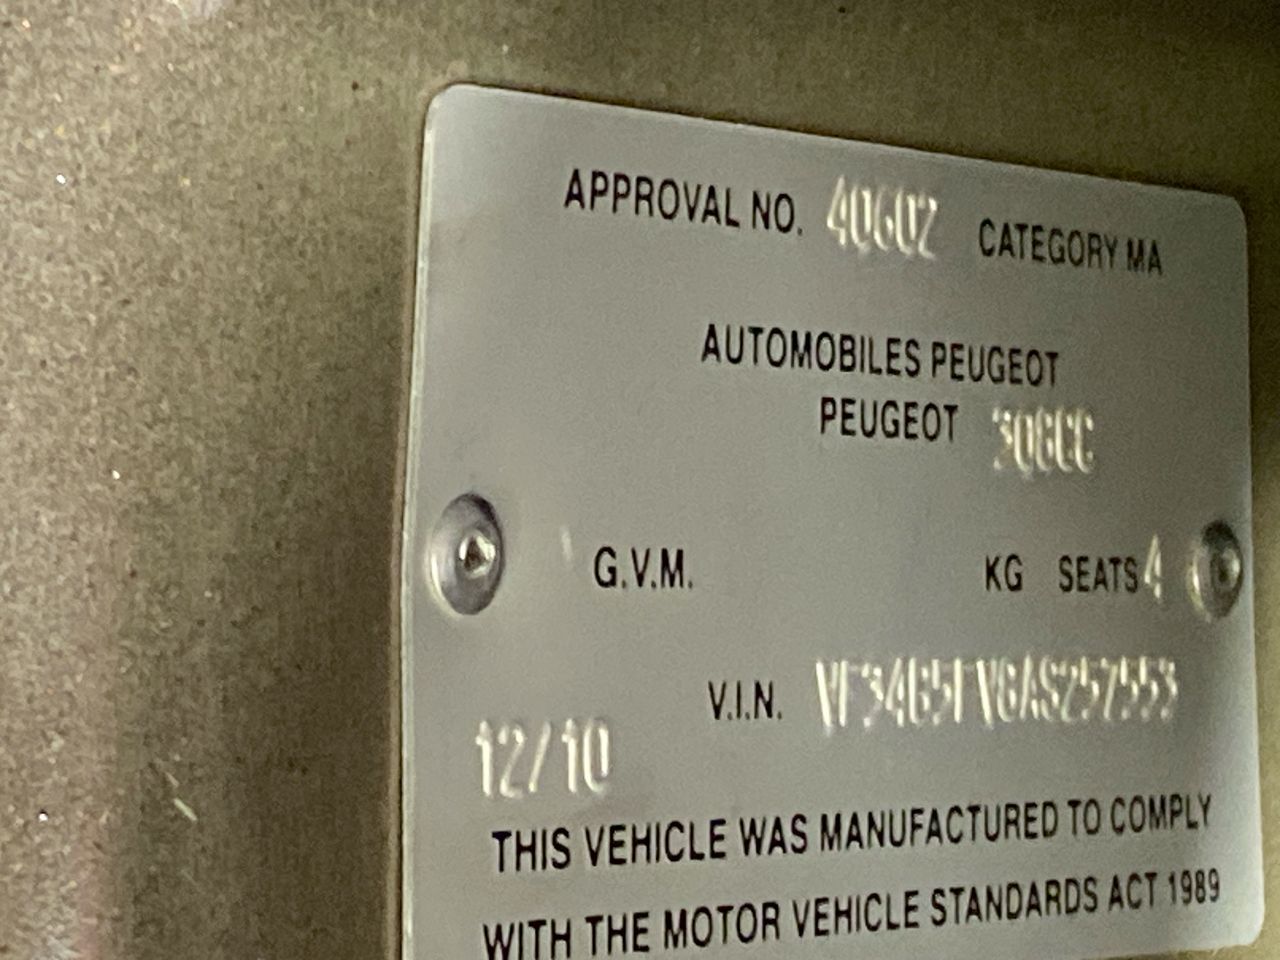 APPROVAL NO. 40602 CATEGORY MA
AUTOMOBILES PEUGEOT
PEUGEOT 308CC
G.V.M. KG SEATS 4
V.I.N.
12/10
THIS VEHICLE WAS MANUFACTURED TO COMPLY
WITH THE MOTOR VEHICLE STANDARDS ACT 1989